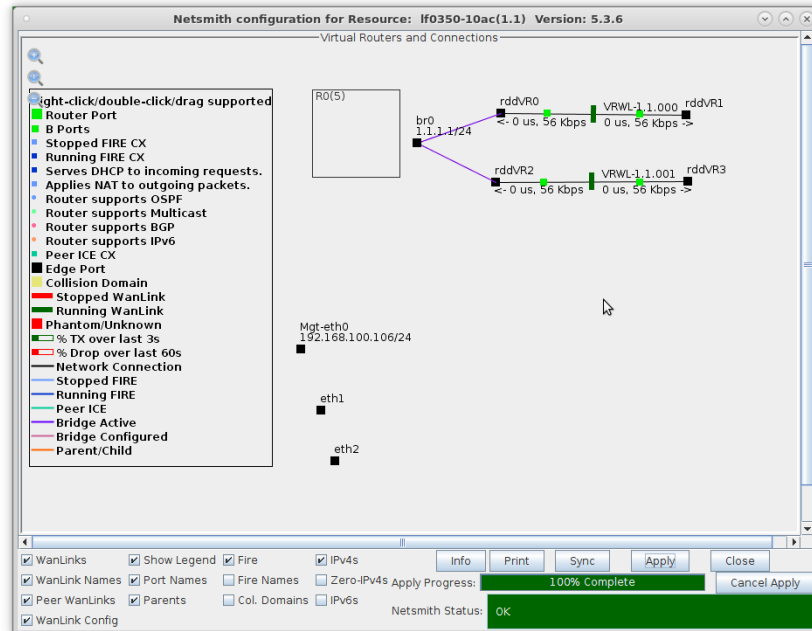 Netsmith configuration for Resource: lf0350-10ac(1.1) Version: 5.3.6
Virtual Routers and Connections
ight-click/double-click/drag supported
Router Port
B Ports
Stopped FIRE CX
Running FIRE CX
Serves DHCP to incoming requests.
Applies NAT to outgoing packets.
Router supports OSPF
Router supports Multicast
Router supports BGP
Router supports IPv6
Peer ICE CX
Edge Port
Collision Domain
Stopped WanLink
Running WanLink
Phantom/Unknown
% TX over last 3s
% Drop over last 60s
Network Connection
Stopped FIRE
Running FIRE
Peer ICE
Bridge Active
Bridge Configured
Parent/Child
R0(5)
br0
1.1.1.1/24
rddVR0
VRWL-1.1.000
rddVR1
<- 0 us, 56 Kbps
0 us, 56 Kbps ->
rddVR2
VRWL-1.1.001
rddVR3
<- 0 us, 56 Kbps
0 us, 56 Kbps ->
Mgt-eth0
192.168.100.106/24
eth1
eth2
WanLinks Show Legend Fire IPv4s Info Print Sync Apply Close
WanLink Names Port Names Fire Names Zero-IPv4s Apply Progress: 100% Complete Cancel Apply
Peer WanLinks Parents Col. Domains IPv6s Netsmith Status: OK
WanLink Config